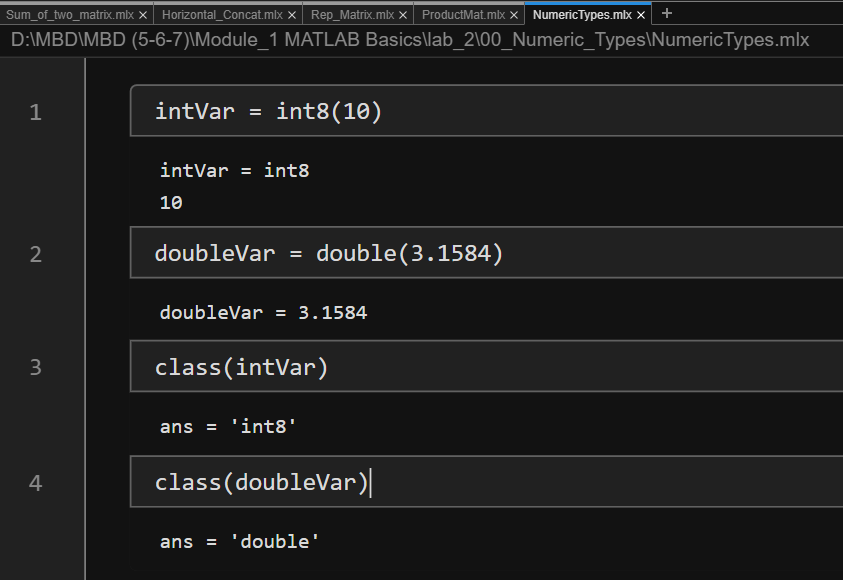 Sum_of_two_matrix.mlx × Horizontal_Concat.mlx × Rep_Matrix.mlx × ProductMat.mlx × NumericTypes.mlx × +
D:\MBD\MBD (5-6-7)\Module_1 MATLAB Basics\lab_2\00_Numeric_Types\NumericTypes.mlx
1 intVar = int8(10)
intVar = int8
10
2 doubleVar = double(3.1584)
doubleVar = 3.1584
3 class(intVar)
ans = 'int8'
4 class(doubleVar)
ans = 'double'